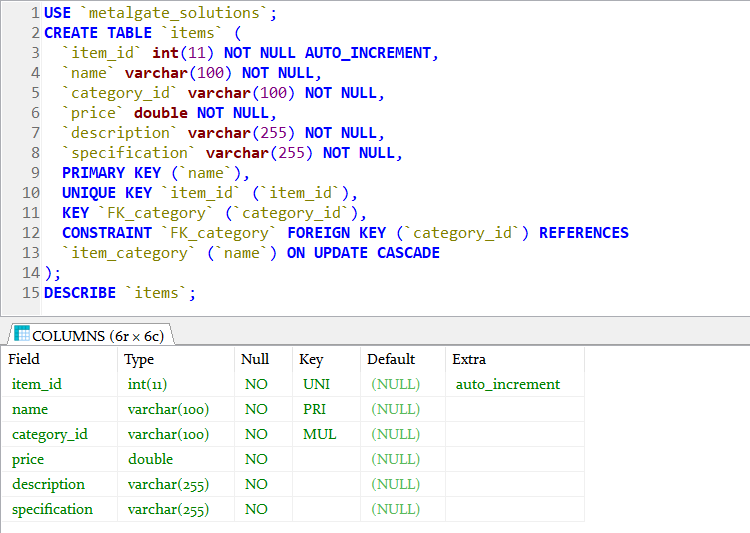 1 USE `metalgate_solutions`;
2 CREATE TABLE `items` (
3 `item_id` int(11) NOT NULL AUTO_INCREMENT,
4 `name` varchar(100) NOT NULL,
5 `category_id` varchar(100) NOT NULL,
6 `price` double NOT NULL,
7 `description` varchar(255) NOT NULL,
8 `specification` varchar(255) NOT NULL,
9 PRIMARY KEY (`name`),
10 UNIQUE KEY `item_id` (`item_id`),
11 KEY `FK_category` (`category_id`),
12 CONSTRAINT `FK_category` FOREIGN KEY (`category_id`) REFERENCES
13 `item_category` (`name`) ON UPDATE CASCADE
14 );
15 DESCRIBE `items`;
COLUMNS (6r × 6c)
Field Type Null Key Default Extra
item_id int(11) NO UNI (NULL) auto_increment
name varchar(100) NO PRI (NULL)
category_id varchar(100) NO MUL (NULL)
price double NO (NULL)
description varchar(255) NO (NULL)
specification varchar(255) NO (NULL)